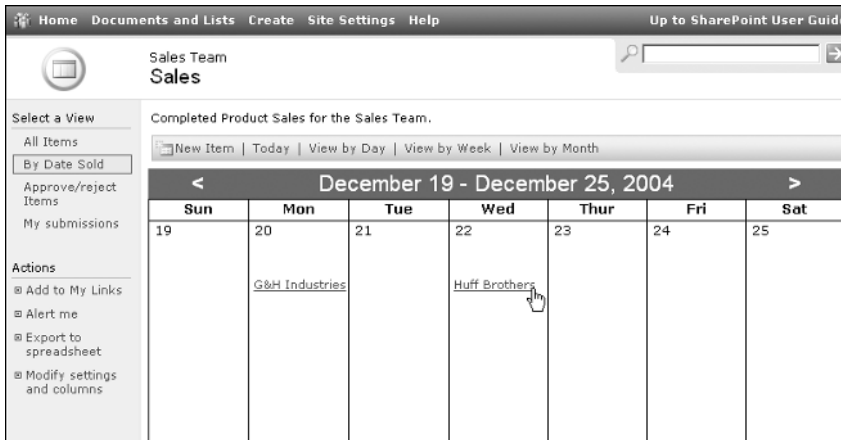 Home Documents and Lists Create Site Settings Help Up to SharePoint User Guide
Sales Team
Sales
Select a View
All Items
By Date Sold
Approve/reject
Items
My submissions
Actions
Add to My Links
Alert me
Export to
spreadsheet
Modify settings
and columns
Completed Product Sales for the Sales Team.
New Item | Today | View by Day | View by Week | View by Month
< December 19 - December 25, 2004 >
Sun Mon Tue Wed Thur Fri Sat
19 20 21 22 23 24 25
G&H Industries Huff Brothers